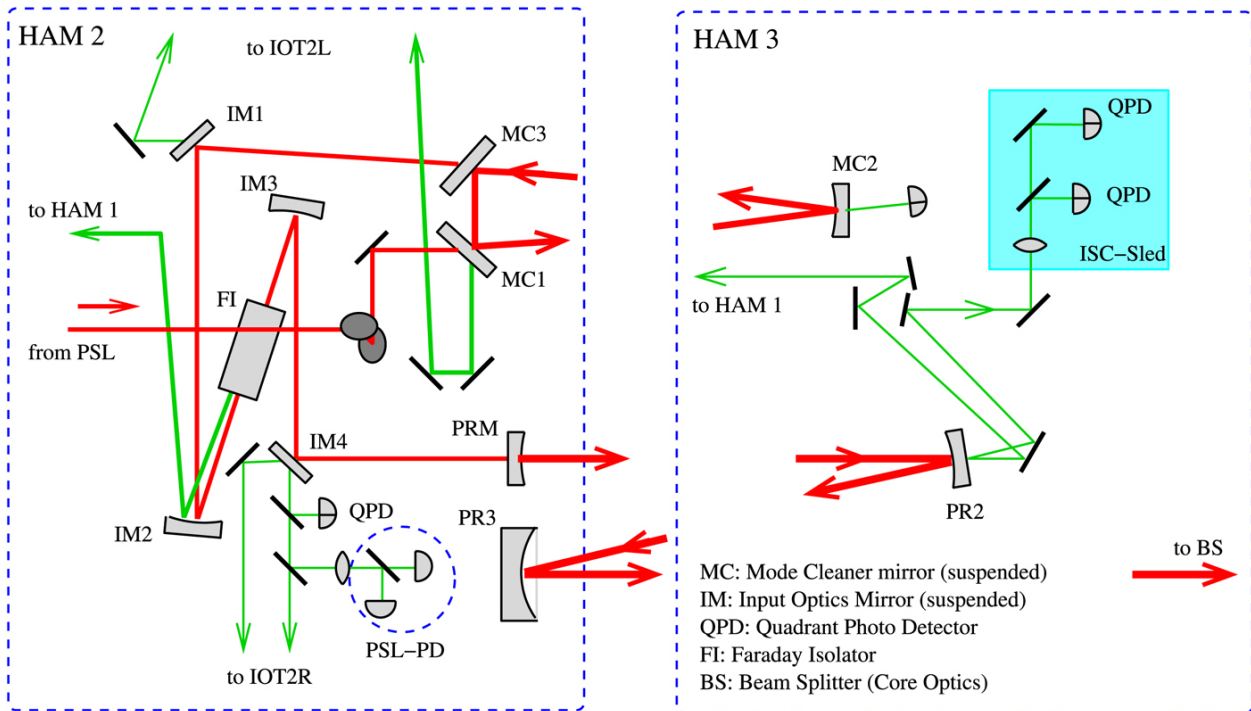 HAM 2
to IOT2L
IM1
MC3
IM3
to HAM 1
MC1
FI
from PSL
IM4
PRM
QPD
IM2
PR3
PSL–PD
to IOT2R
HAM 3
QPD
MC2
QPD
ISC–Sled
to HAM 1
PR2
to BS
MC: Mode Cleaner mirror (suspended)
IM: Input Optics Mirror (suspended)
QPD: Quadrant Photo Detector
FI: Faraday Isolator
BS: Beam Splitter (Core Optics)